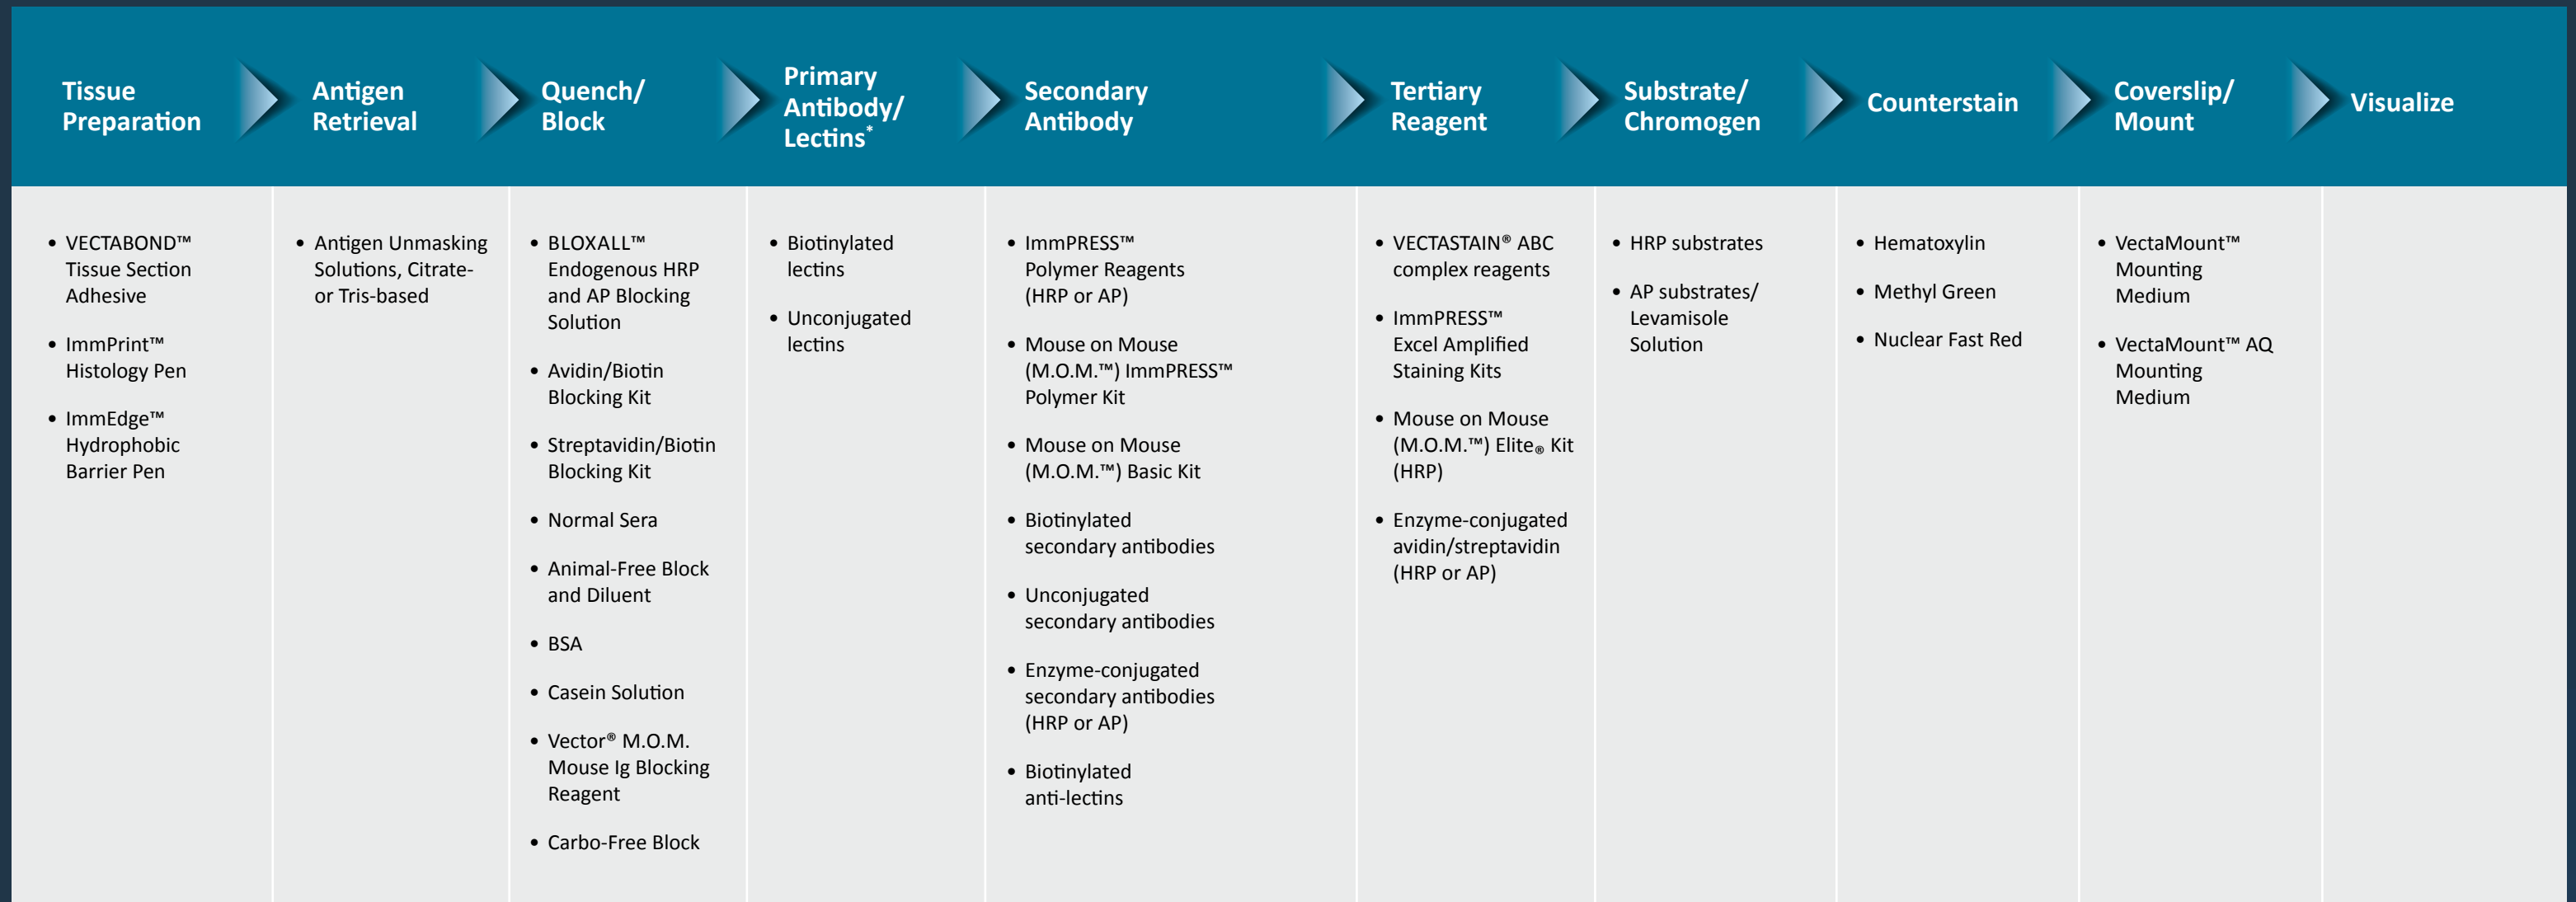 Tissue
Preparation
Antigen
Retrieval
Quench/
Block
Primary
Antibody/
Lectins*
Secondary
Antibody
Tertiary
Reagent
Substrate/
Chromogen
Counterstain
Coverslip/
Mount
Visualize
• VECTABOND™
Tissue Section
Adhesive
• ImmPrint™
Histology Pen
• ImmEdge™
Hydrophobic
Barrier Pen
• Antigen Unmasking
Solutions, Citrate-
or Tris-based
• BLOXALL™
Endogenous HRP
and AP Blocking
Solution
• Avidin/Biotin
Blocking Kit
• Streptavidin/Biotin
Blocking Kit
• Normal Sera
• Animal-Free Block
and Diluent
• BSA
• Casein Solution
• Vector® M.O.M.
Mouse Ig Blocking
Reagent
• Carbo-Free Block
• Biotinylated
lectins
• Unconjugated
lectins
• ImmPRESS™
Polymer Reagents
(HRP or AP)
• Mouse on Mouse
(M.O.M.™) ImmPRESS™
Polymer Kit
• Mouse on Mouse
(M.O.M.™) Basic Kit
• Biotinylated
secondary antibodies
• Unconjugated
secondary antibodies
• Enzyme-conjugated
secondary antibodies
(HRP or AP)
• Biotinylated
anti-lectins
• VECTASTAIN® ABC
complex reagents
• ImmPRESS™
Excel Amplified
Staining Kits
• Mouse on Mouse
(M.O.M.™) Elite® Kit
(HRP)
• Enzyme-conjugated
avidin/streptavidin
(HRP or AP)
• HRP substrates
• AP substrates/
Levamisole
Solution
• Hematoxylin
• Methyl Green
• Nuclear Fast Red
• VectaMount™
Mounting
Medium
• VectaMount™ AQ
Mounting
Medium